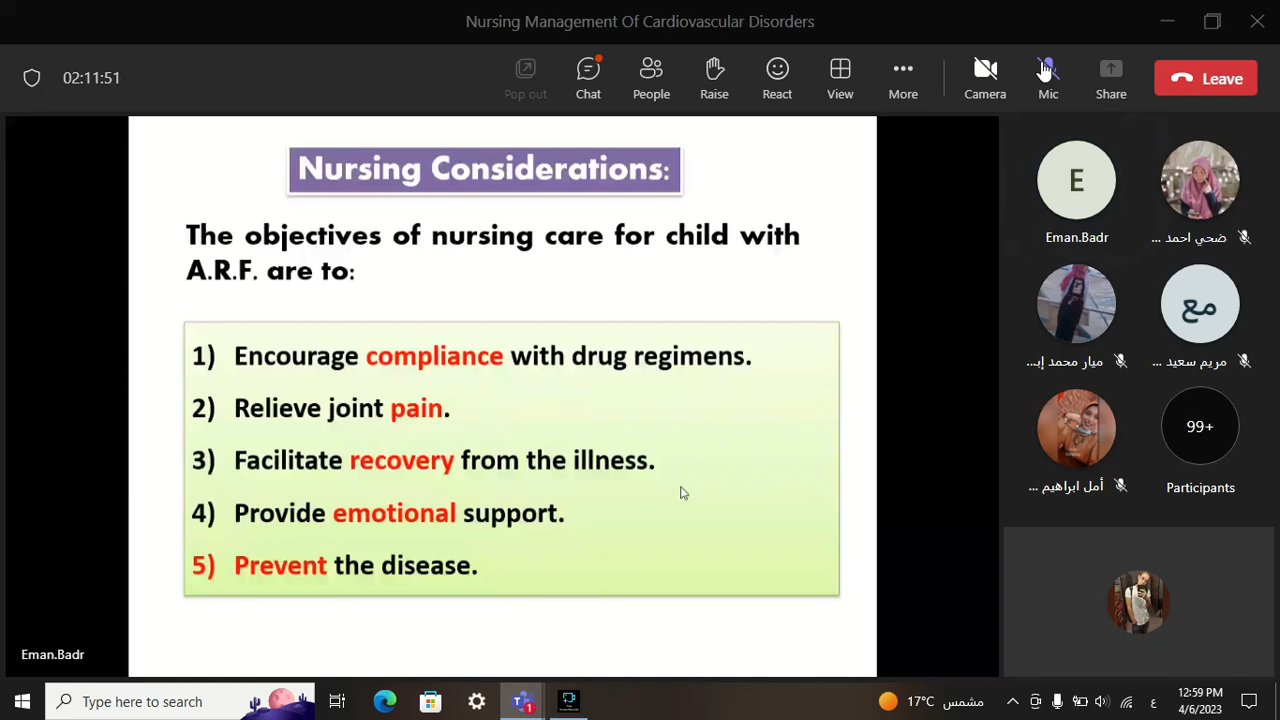 Nursing Management Of Cardiovascular Disorders
02:11:51
Pop out
Chat
People
Raise
React
View
More
Camera
Mic
Share
Leave
Nursing Considerations:
The objectives of nursing care for child with
A.R.F. are to:
1) Encourage compliance with drug regimens.
2) Relieve joint pain.
3) Facilitate recovery from the illness.
4) Provide emotional support.
5) Prevent the disease.
Eman.Badr
E
Eman.Badr
ضحي احمد ...
ميار محمد إبـ...
مع
مريم سعيد ...
أمل ابراهيم ...
99+
Participants
Type here to search
1
17°C مشمس
ع
12:59 PM
4/6/2023